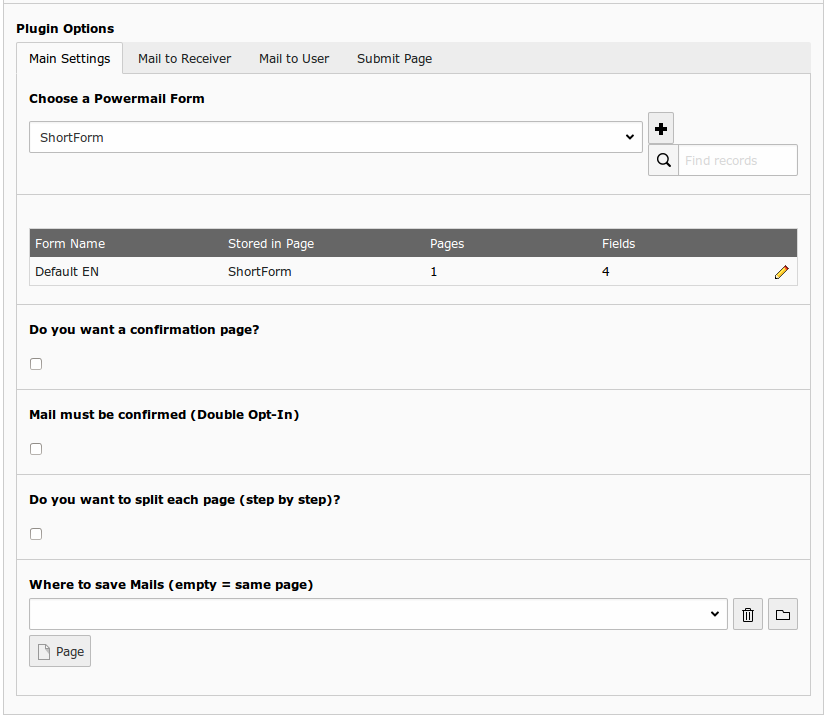 Plugin Options
Main Settings Mail to Receiver Mail to User Submit Page
Choose a Powermail Form
ShortForm
Find records
Form Name Stored in Page Pages Fields
Default EN ShortForm 1 4
Do you want a confirmation page?
Mail must be confirmed (Double Opt-In)
Do you want to split each page (step by step)?
Where to save Mails (empty = same page)
Page